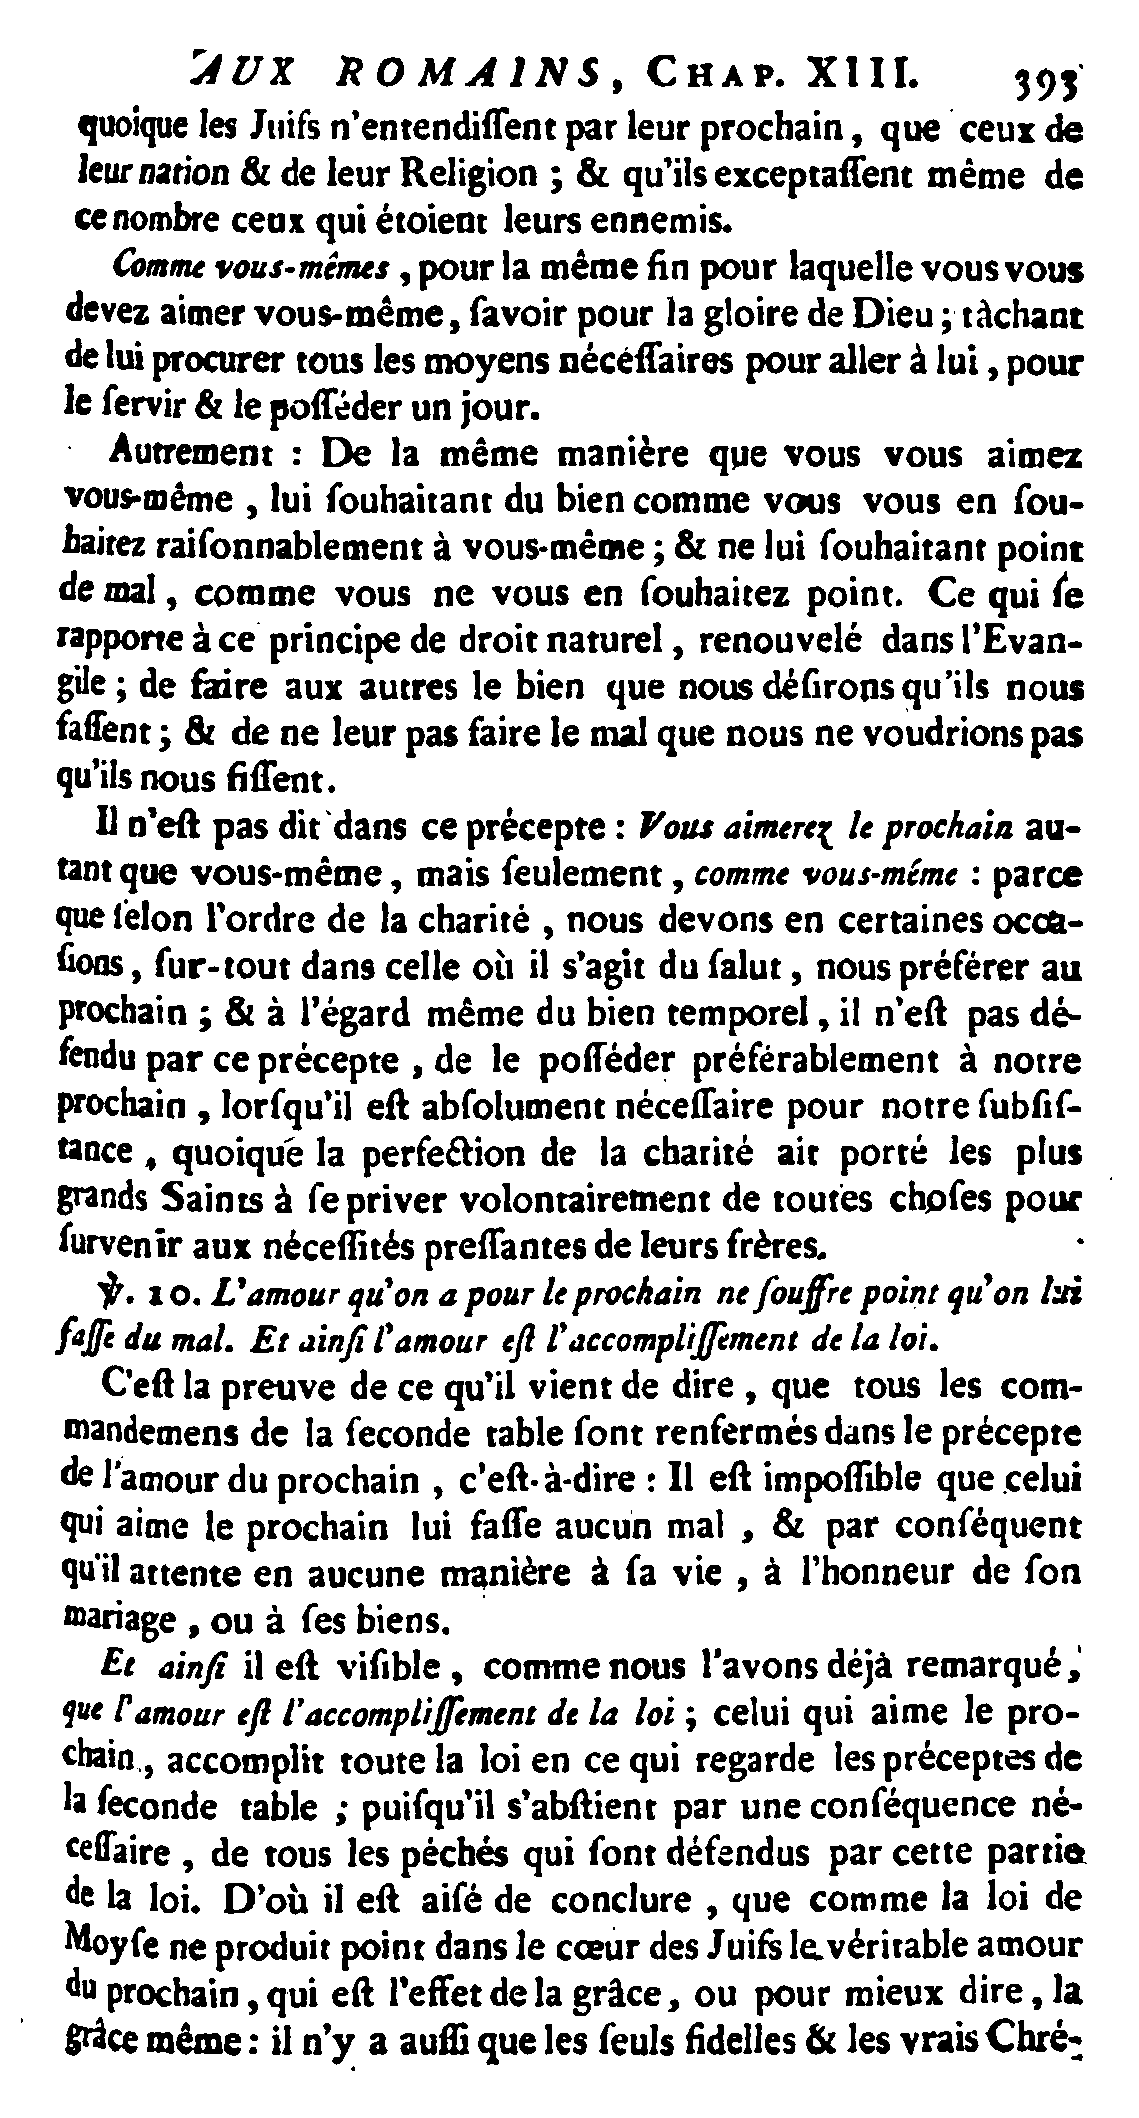 AUX ROMAINS, CHAP. XIII. 393
quoique les Juifs n'entendiſſent par leur prochain, que ceux de
leur nation & de leur Religion ; & qu'ils exceptaſſent même de
ce nombre ceux qui étoient leurs ennemis.
Comme vous-mêmes, pour la même fin pour laquelle vous vous
devez aimer vous-même, ſavoir pour la gloire de Dieu ; tàchant
de lui procurer tous les moyens nécéſſaires pour aller à lui, pour
le ſervir & le poſſéder un jour.
Autrement : De la même manière que vous vous aimez
vous-même, lui ſouhaitant du bien comme vous vous en ſou-
haitez raiſonnablement à vous-même ; & ne lui ſouhaitant point
de mal, comme vous ne vous en ſouhaitez point. Ce qui ſe
rapporte à ce principe de droit naturel, renouvelé dans l'Evan-
gile ; de faire aux autres le bien que nous déſirons qu'ils nous
faſſent ; & de ne leur pas faire le mal que nous ne voudrions pas
qu'ils nous fiſſent.
Il n'eſt pas dit dans ce précepte : Vous aimerez le prochain au-
tant que vous-même, mais ſeulement, comme vous-méme : parce
que ſelon l'ordre de la charité, nous devons en certaines occa-
ſions, ſur-tout dans celle où il s'agit du ſalut, nous préférer au
prochain ; & à l'égard même du bien temporel, il n'eſt pas dé-
fendu par ce précepte, de le poſſéder préférablement à notre
prochain, lorſqu'il eſt abſolument néceſſaire pour notre ſubſiſ-
tance, quoique la perfection de la charité ait porté les plus
grands Saints à ſe priver volontairement de toutes choſes pour
ſurvenir aux néceſſités preſſantes de leurs frères.
℣. 10. L'amour qu'on a pour le prochain ne ſouffre point qu'on lui
faſſe du mal. Et ainſi l'amour eſt l'accompliſſement de la loi.
C'eſt la preuve de ce qu'il vient de dire, que tous les com-
mandemens de la ſeconde table ſont renfermés dans le précepte
de l'amour du prochain, c'eſt-à-dire : Il eſt impoſſible que celui
qui aime le prochain lui faſſe aucun mal, & par conſéquent
qu'il attente en aucune manière à ſa vie, à l'honneur de ſon
mariage, ou à ſes biens.
Et ainſi il eſt viſible, comme nous l'avons déjà remarqué,
que l'amour eſt l'accompliſſement de la loi ; celui qui aime le pro-
chain, accomplit toute la loi en ce qui regarde les préceptes de
la ſeconde table ; puiſqu'il s'abſtient par une conſéquence né-
ceſſaire, de tous les péchés qui ſont défendus par cette partie
de la loi. D'où il eſt aiſé de conclure, que comme la loi de
Moyſe ne produit point dans le cœur des Juifs le véritable amour
du prochain, qui eſt l'effet de la grâce, ou pour mieux dire, la
grâce même : il n'y a auſſi que les ſeuls fidelles & les vrais Chré-